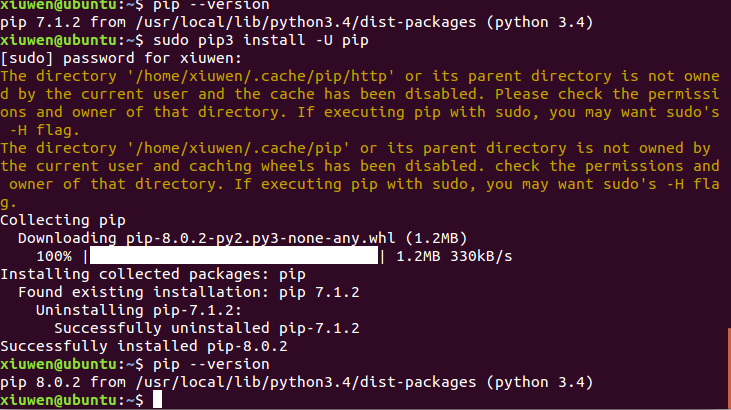 xiuwen@ubuntu:~$ pip --version
pip 7.1.2 from /usr/local/lib/python3.4/dist-packages (python 3.4)
xiuwen@ubuntu:~$ sudo pip3 install -U pip
[sudo] password for xiuwen:
The directory '/home/xiuwen/.cache/pip/http' or its parent directory is not owne
d by the current user and the cache has been disabled. Please check the permissi
ons and owner of that directory. If executing pip with sudo, you may want sudo's
 -H flag.
The directory '/home/xiuwen/.cache/pip' or its parent directory is not owned by
the current user and caching wheels has been disabled. check the permissions and
 owner of that directory. If executing pip with sudo, you may want sudo's -H fla
g.
Collecting pip
  Downloading pip-8.0.2-py2.py3-none-any.whl (1.2MB)
    100% |████████████████████████████████| 1.2MB 330kB/s
Installing collected packages: pip
  Found existing installation: pip 7.1.2
    Uninstalling pip-7.1.2:
      Successfully uninstalled pip-7.1.2
Successfully installed pip-8.0.2
xiuwen@ubuntu:~$ pip --version
pip 8.0.2 from /usr/local/lib/python3.4/dist-packages (python 3.4)
xiuwen@ubuntu:~$